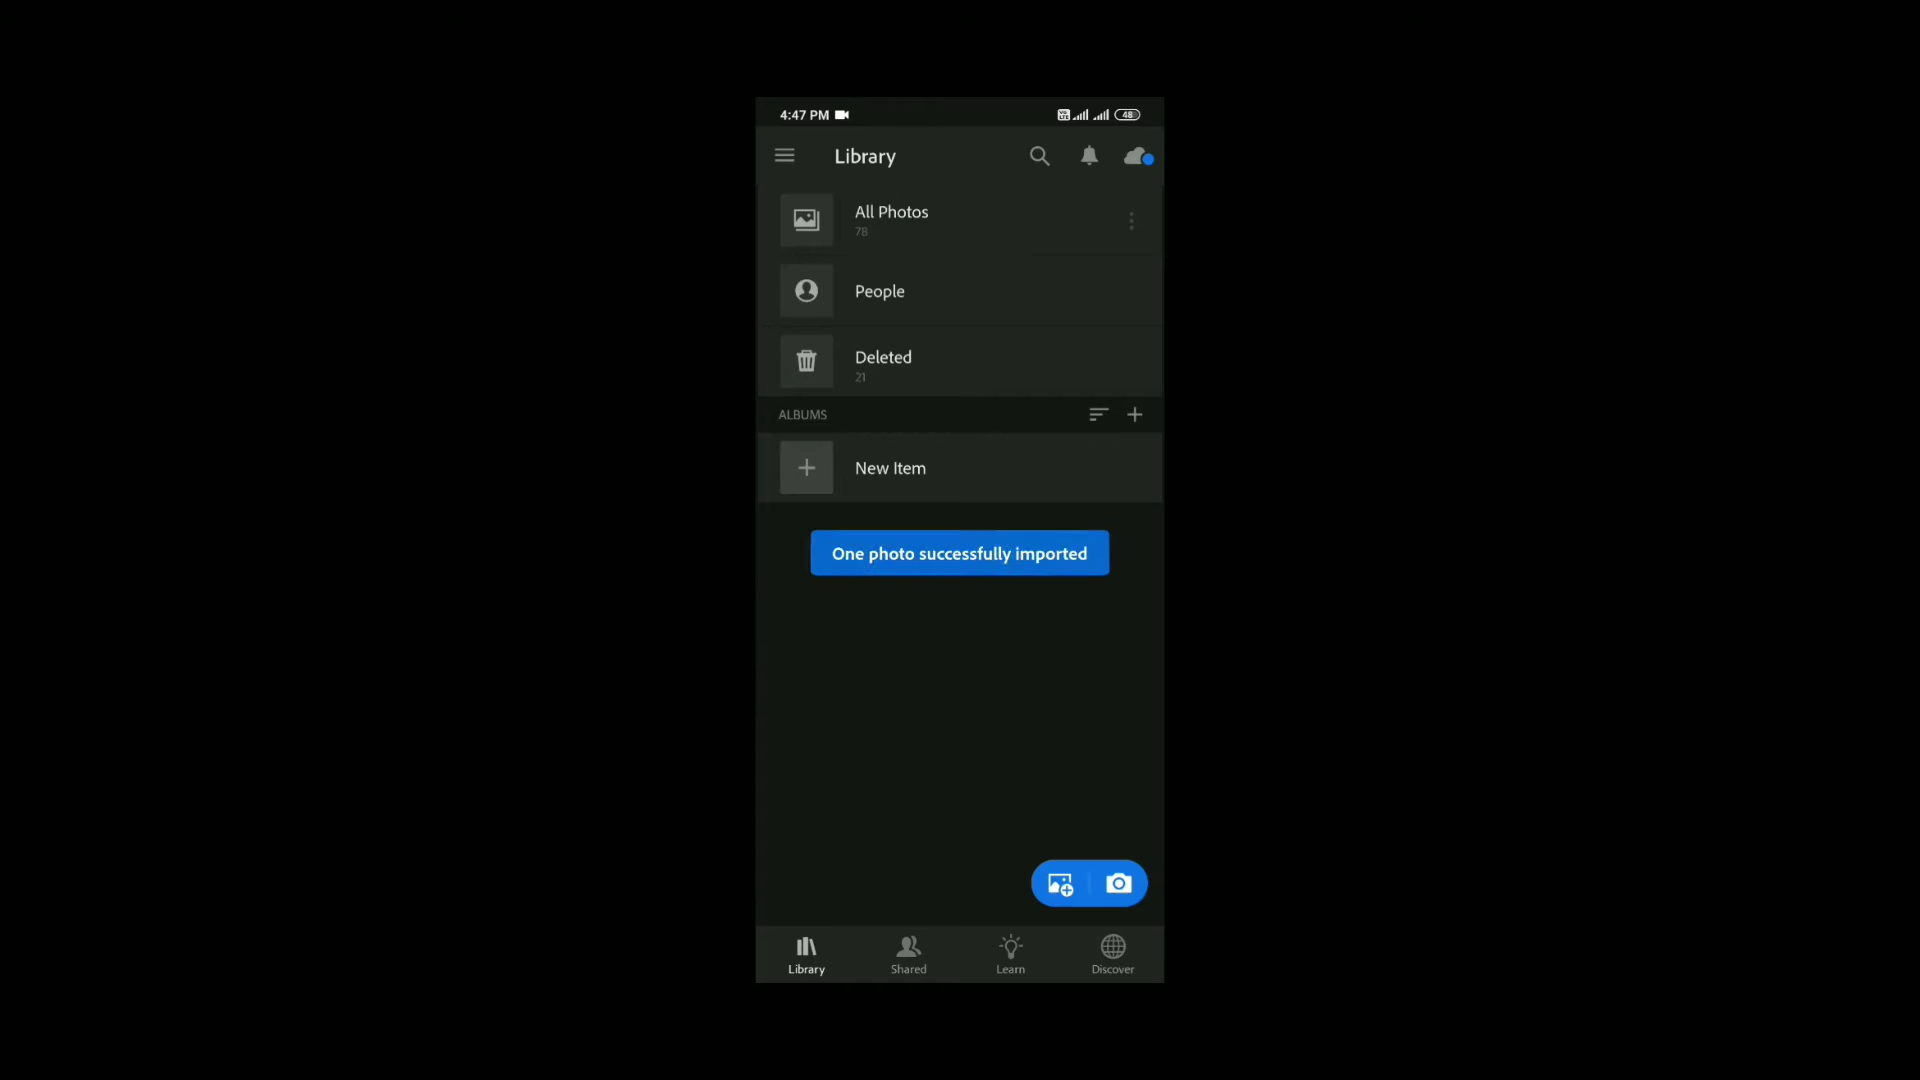 4:47 PM
48
Library
All Photos
78
People
Deleted
21
ALBUMS
New Item
One photo successfully imported
Library Shared Learn Discover